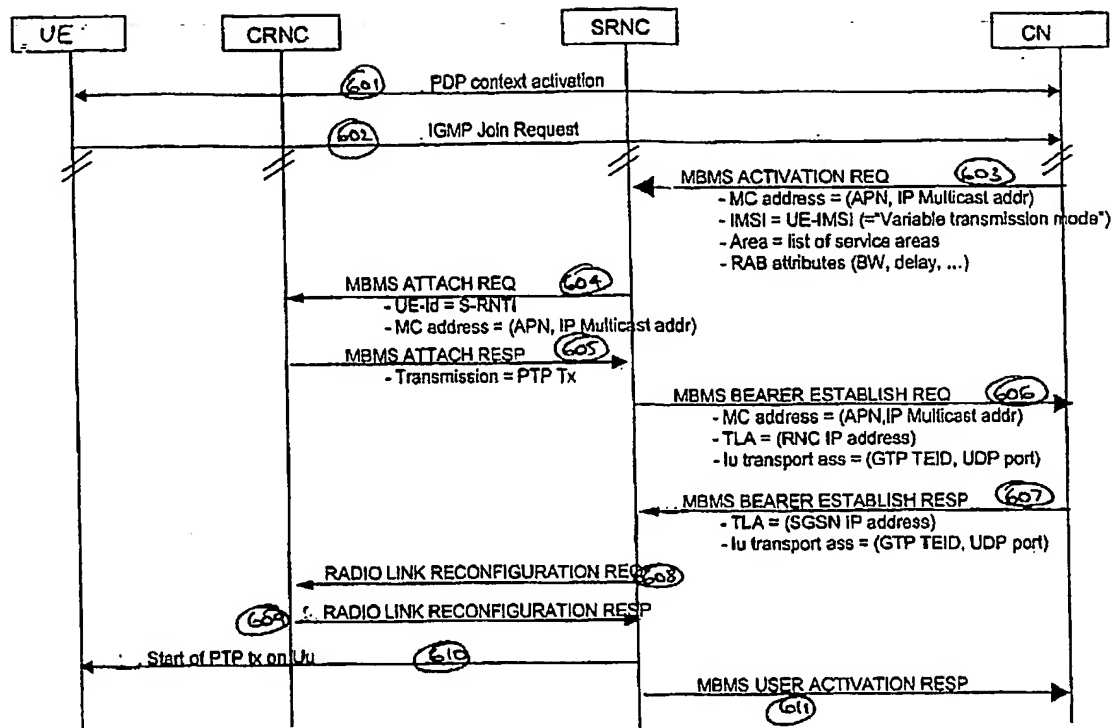 UE
CRNC
SRNC
CN
601 PDP context activation
602 IGMP Join Request
MBMS ACTIVATION REQ 603
- MC address = (APN, IP Multicast addr)
- IMSI = UE-IMSI (="Variable transmission mode")
- Area = list of service areas
- RAB attributes (BW, delay, ...)
MBMS ATTACH REQ 604
- UE-Id = S-RNTI
- MC address = (APN, IP Multicast addr)
MBMS ATTACH RESP 605
- Transmission = PTP Tx
MBMS BEARER ESTABLISH REQ 606
- MC address = (APN,IP Multicast addr)
- TLA = (RNC IP address)
- Iu transport ass = (GTP TEID, UDP port)
MBMS BEARER ESTABLISH RESP 607
- TLA = (SGSN IP address)
- Iu transport ass = (GTP TEID, UDP port)
RADIO LINK RECONFIGURATION REQ 608
609 RADIO LINK RECONFIGURATION RESP
Start of PTP tx on Uu 610
MBMS USER ACTIVATION RESP
611